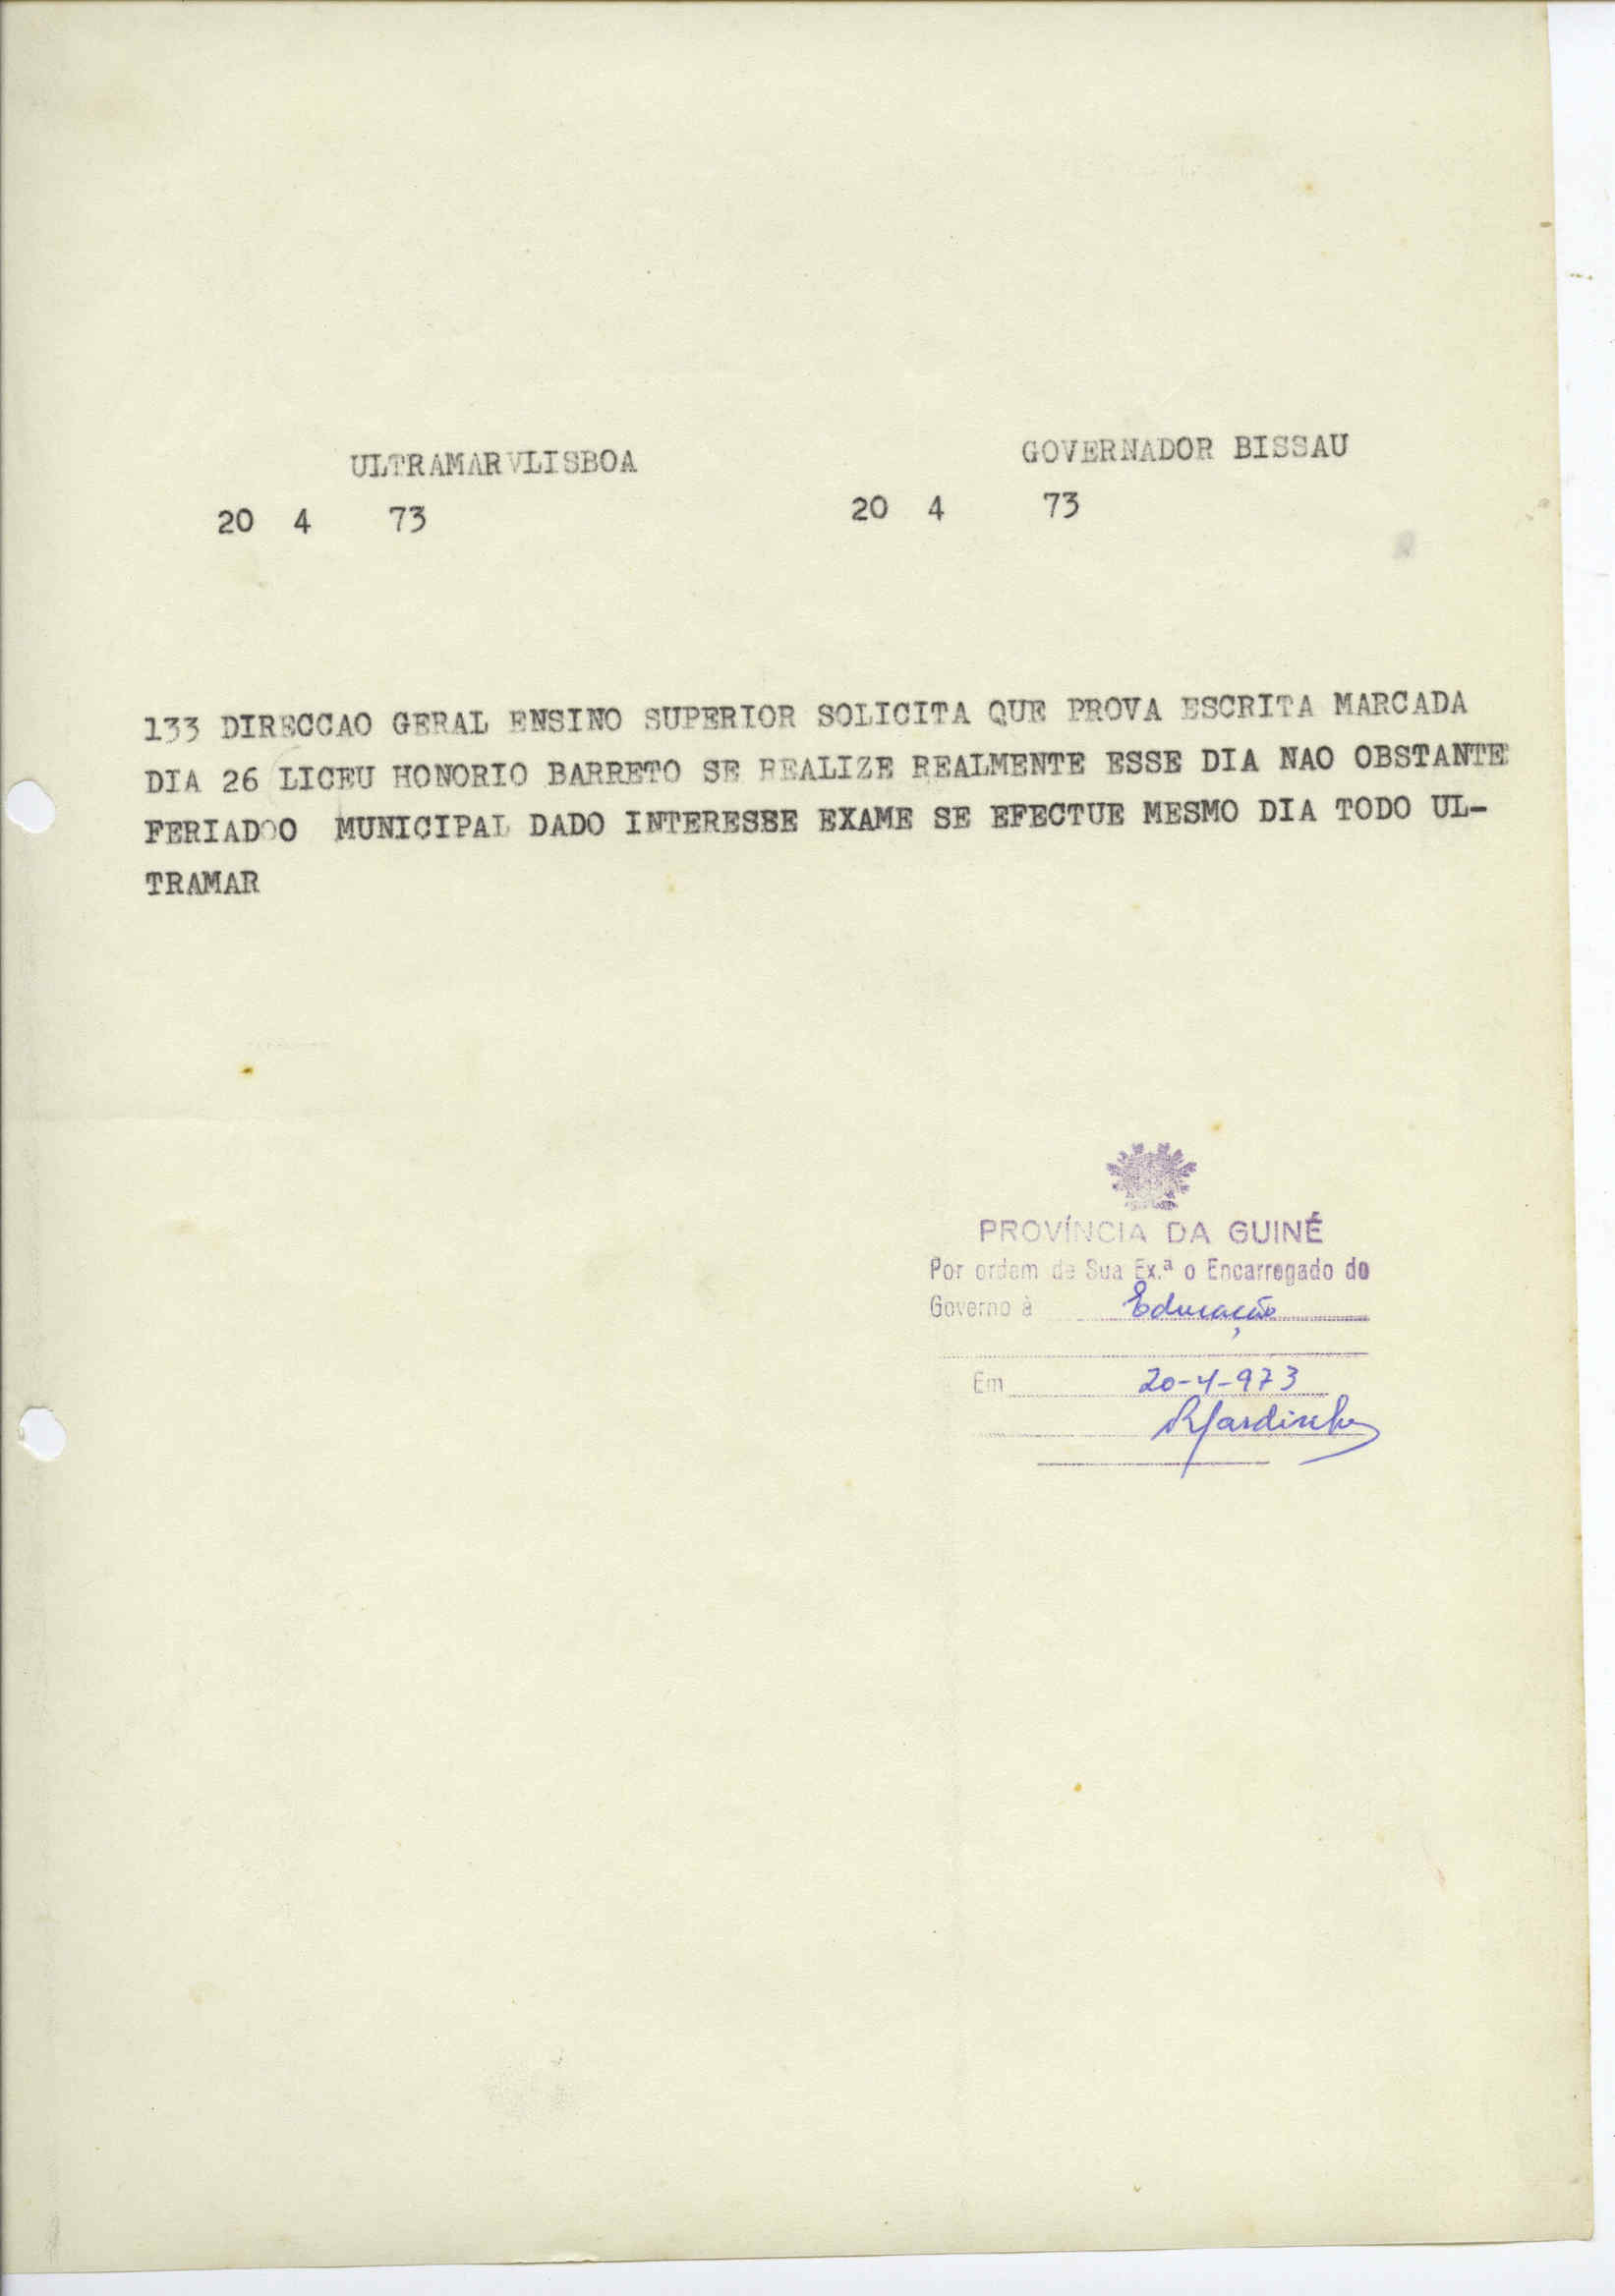 ULTRAMARVLISBOA GOVERNADOR BISSAU
20 4 73 20 4 73
133 DIRECCAO GERAL ENSINO SUPERIOR SOLICITA QUE PROVA ESCRITA MARCADA
DIA 26 LICEU HONORIO BARRETO SE REALIZE REALMENTE ESSE DIA NAO OBSTANTE
FERIADOO MUNICIPAL DADO INTERESSE EXAME SE EFECTUE MESMO DIA TODO UL-
TRAMAR
PROVÍNCIA DA GUINÉ
Por ordem de Sua Ex.ª o Encarregado do
Governo à Educação
Em 20-4-973